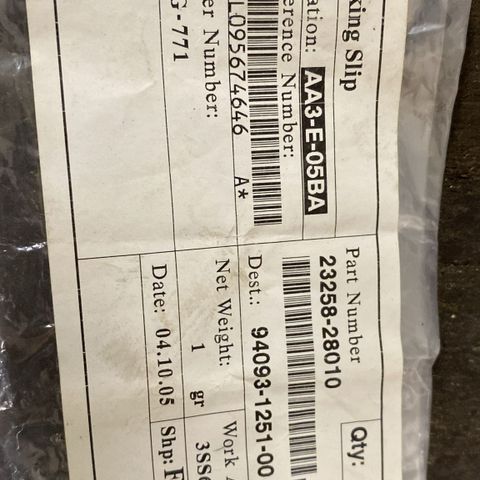 king Slip
ation: AA3-E-05BA
erence Number:
L095674646 A*
er Number:
G-771
Part Number Qty:
23258-28010
Dest.: 94093-1251-00
Net Weight: 1 gr
Work
Date: 04.10.05 Shp: